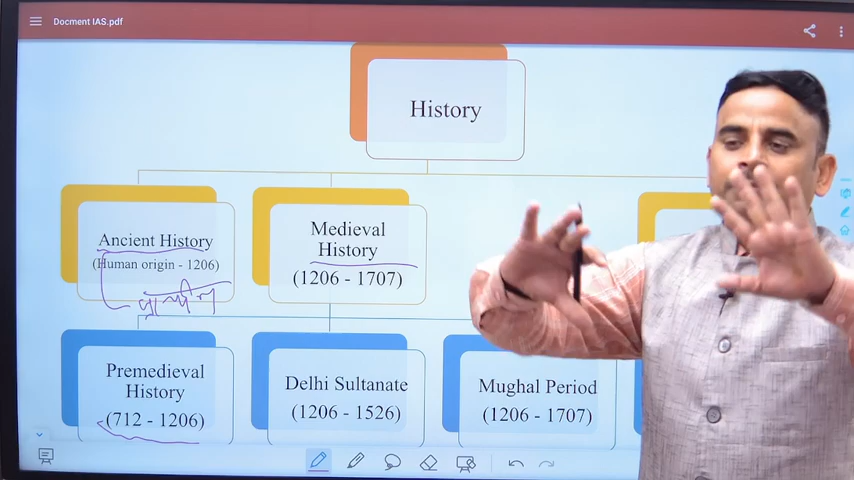 Docment IAS.pdf
History
Ancient History
(Human origin - 1206)
प्राचीन
Medieval
History
(1206 - 1707)
Premedieval
History
(712 - 1206)
Delhi Sultanate
(1206 - 1526)
Mughal Period
(1206 - 1707)